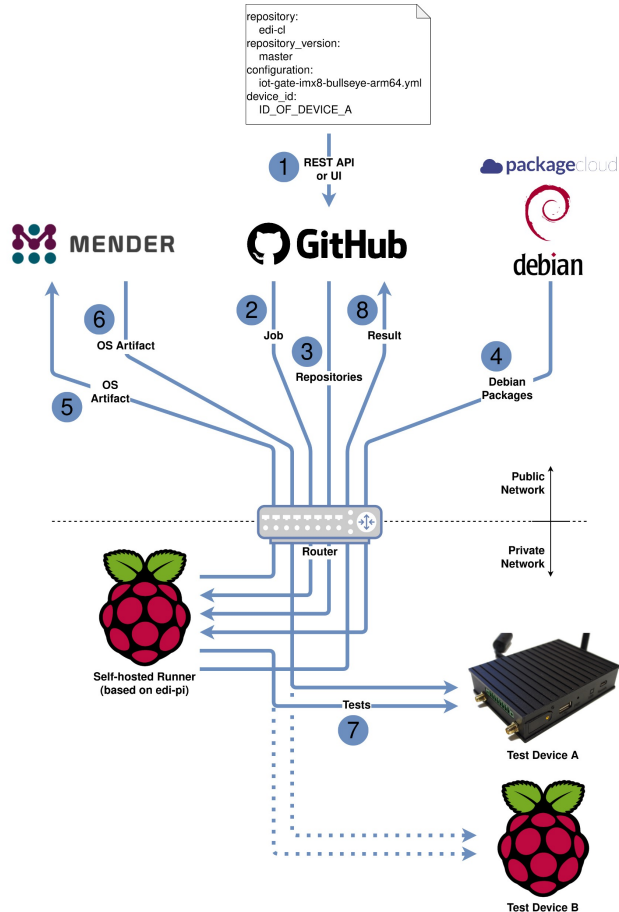 repository:
edi-cl
repository_version:
master
configuration:
iot-gate-imx8-bullseye-arm64.yml
device_id:
ID_OF_DEVICE_A
1
REST API
or UI
packagecloud
MENDER
GitHub
debian
6
OS Artifact
2
Job
3
Repositories
8
Result
4
Debian
Packages
OS
Artifact
5
Public
Network
Router
Private
Network
Self-hosted Runner
(based on edi-pi)
Tests
7
Test Device A
Test Device B